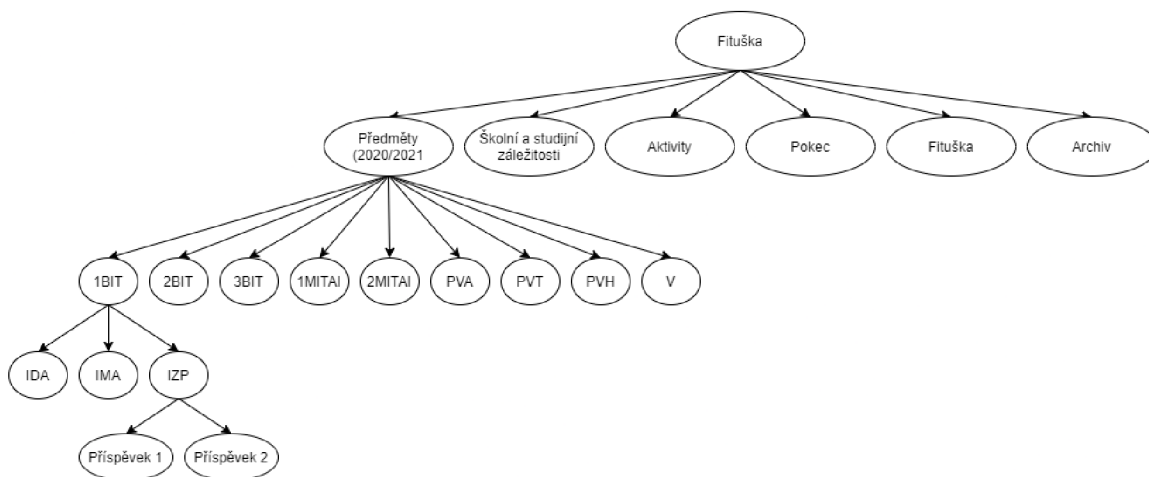 Fituška
Předměty
(2020/2021
Školní a studijní
záležitosti
Aktivity
Pokec
Fituška
Archiv
1BIT
2BIT
3BIT
1MITAI
2MITAI
PVA
PVT
PVH
V
IDA
IMA
IZP
Příspěvek 1
Příspěvek 2